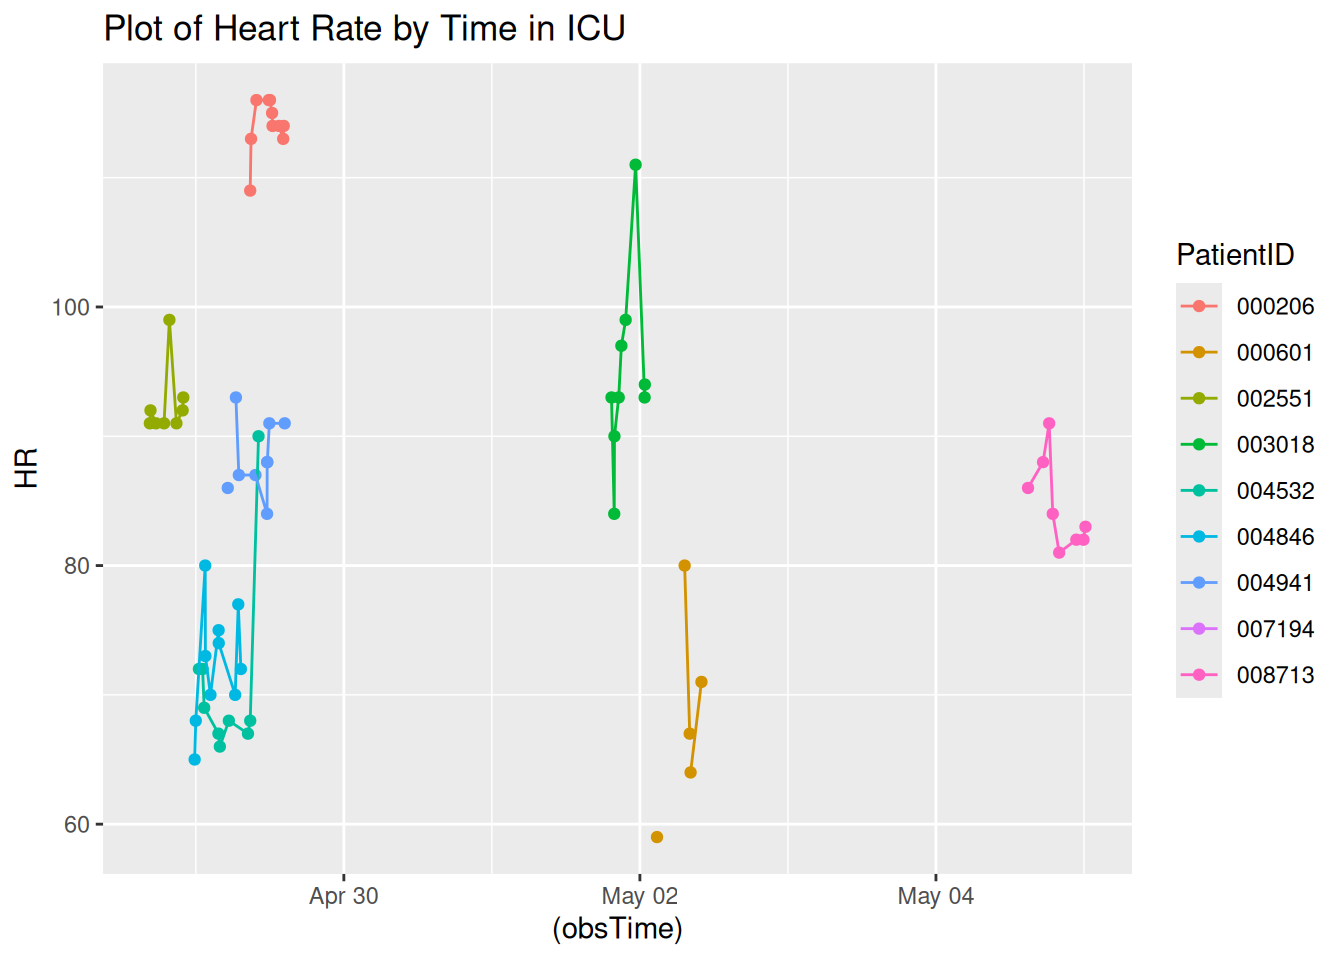 Plot of Heart Rate by Time in ICU
HR
100
80
60
Apr 30
May 02
May 04
(obsTime)
PatientID
000206
000601
002551
003018
004532
004846
004941
007194
008713